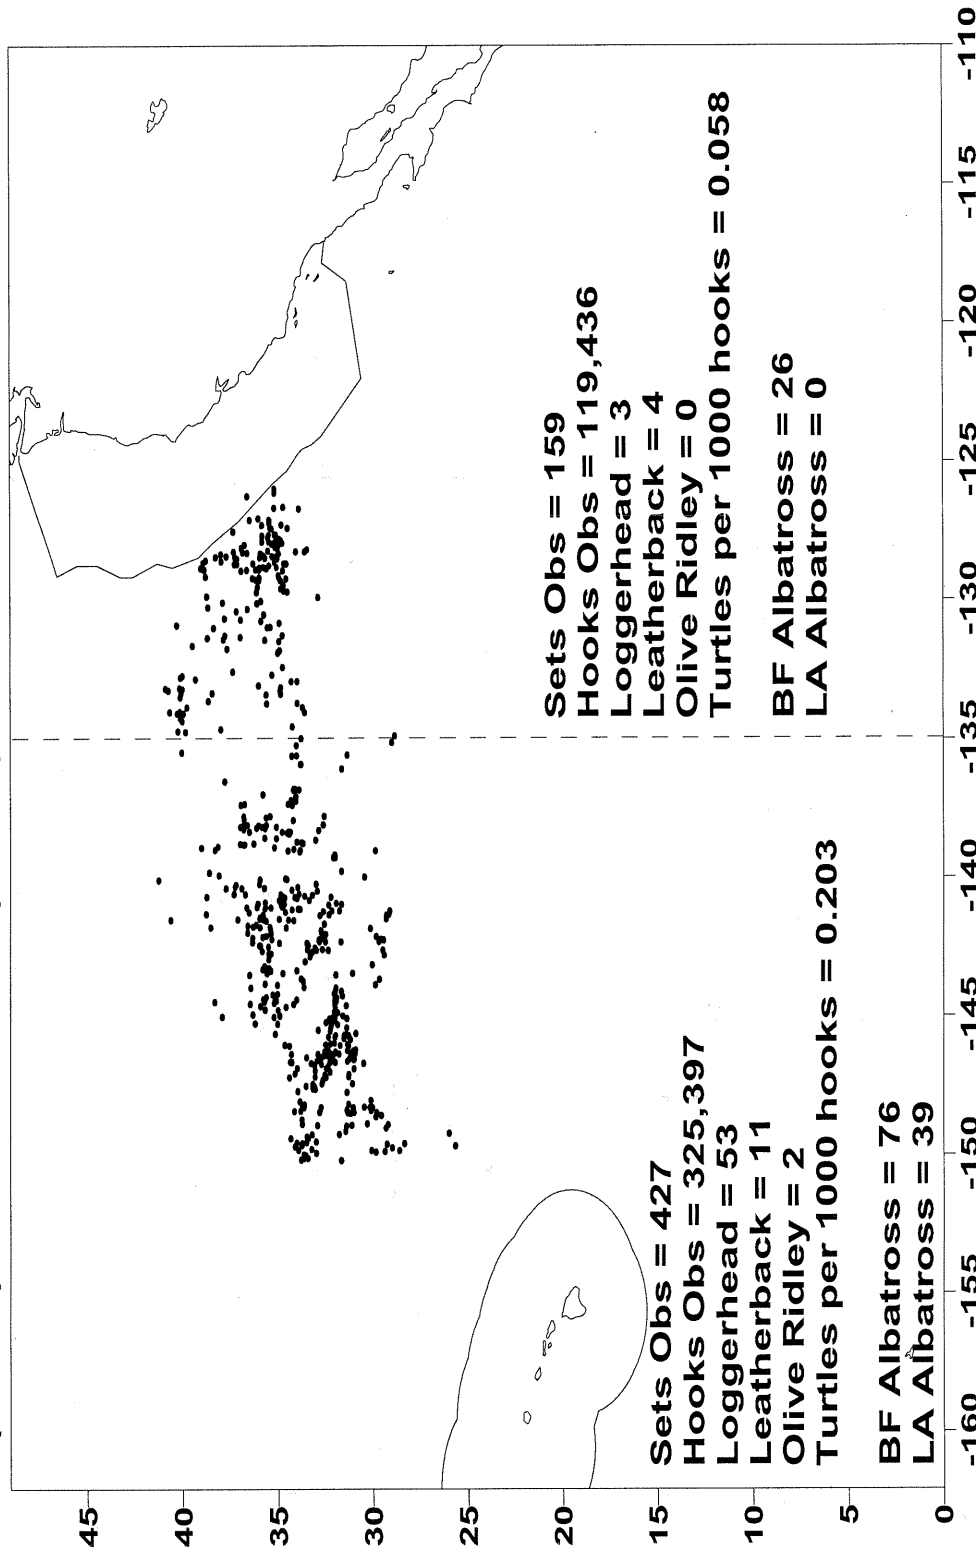 45
40
35
30
25
20
15
10
5
0
Sets Obs = 427
Hooks Obs = 325,397
Loggerhead = 53
Leatherback = 11
Olive Ridley = 2
Turtles per 1000 hooks = 0.203
BF Albatross = 76
LA Albatross = 39
Sets Obs = 159
Hooks Obs = 119,436
Loggerhead = 3
Leatherback = 4
Olive Ridley = 0
Turtles per 1000 hooks = 0.058
BF Albatross = 26
LA Albatross = 0
-160 -155 -150 -145 -140 -135 -130 -125 -120 -115 -110